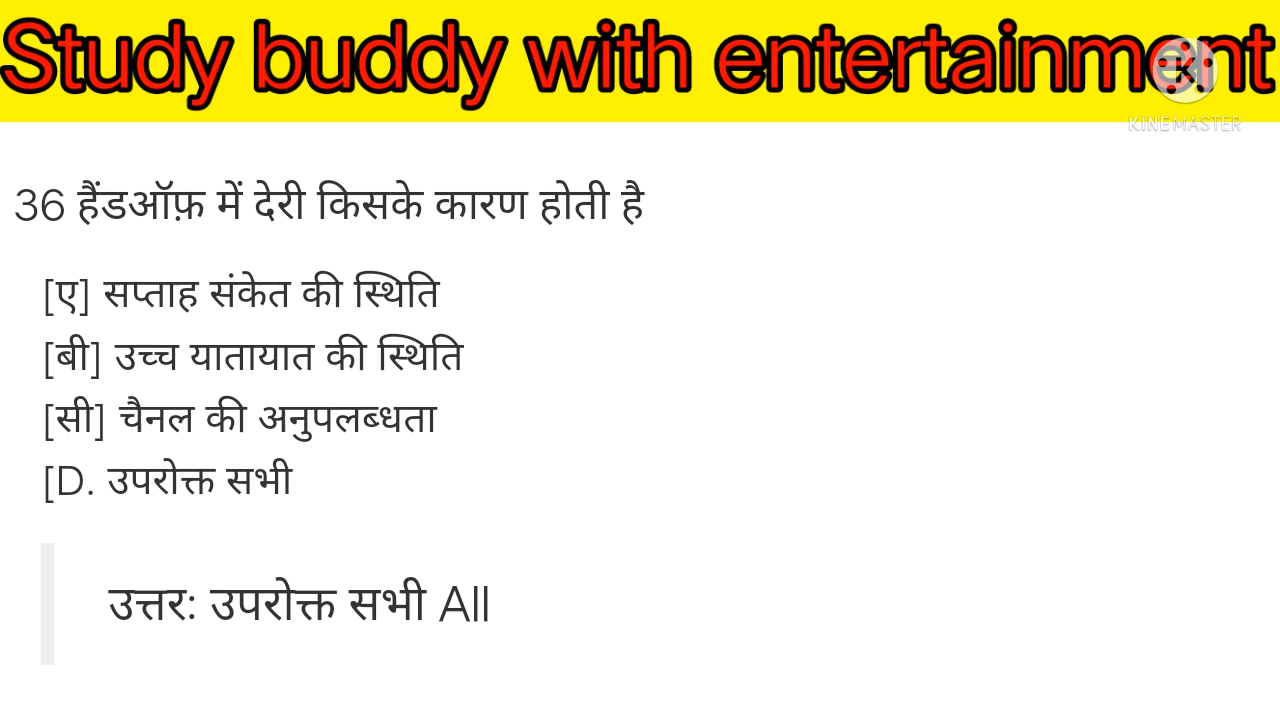 Study buddy with entertainment
KINEMASTER
36 हैंडऑफ़ में देरी किसके कारण होती है
[ए] सप्ताह संकेत की स्थिति
[बी] उच्च यातायात की स्थिति
[सी] चैनल की अनुपलब्धता
[D. उपरोक्त सभी
उत्तर: उपरोक्त सभी All